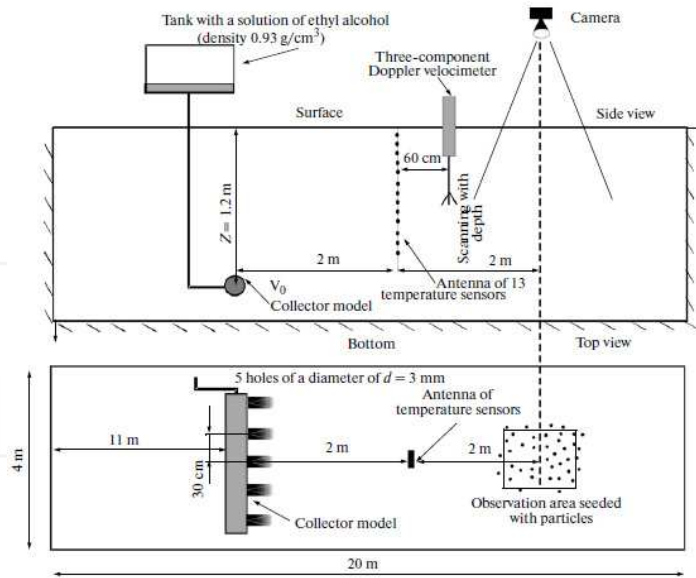 Tank with a solution of ethyl alcohol
(density 0.93 g/cm³)
Camera
Three-component
Doppler velocimeter
Surface
Side view
60 cm
Z = 1.2 m
Scanning with
depth
2 m
2 m
V₀
Antenna of 13
temperature sensors
Collector model
Bottom
Top view
5 holes of a diameter of d = 3 mm
Antenna of
temperature sensors
11 m
4 m
2 m
2 m
30 cm
Observation area seeded
with particles
Collector model
20 m